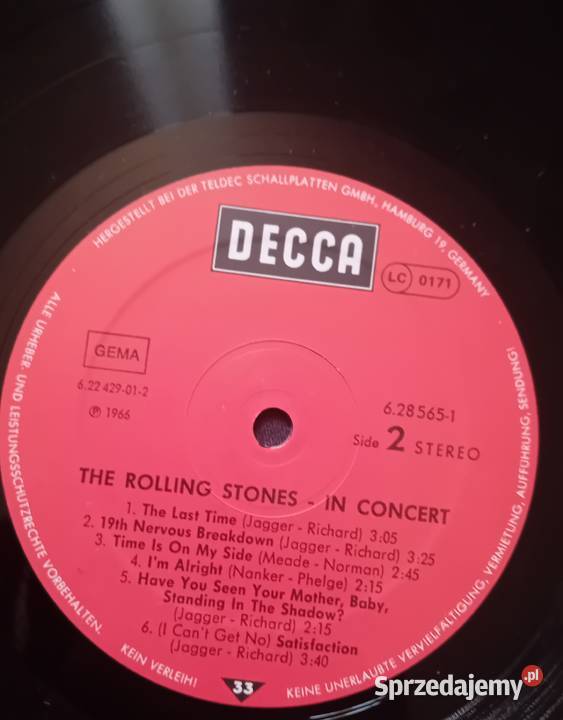 HERGESTELLT BEI DER TELDEC SCHALLPLATTEN GMBH, HAMBURG 19, GERMANY
DECCA
LC 0171
GEMA
6.22 429-01-2
℗ 1966
6.28565-1
Side 2 STEREO
THE ROLLING STONES - IN CONCERT
1. The Last Time (Jagger - Richard) 3:05
2. 19th Nervous Breakdown (Jagger - Richard) 3:25
3. Time Is On My Side (Meade - Norman) 2:45
4. I'm Alright (Nanker - Phelge) 2:15
5. Have You Seen Your Mother, Baby,
Standing In The Shadow?
(Jagger - Richard) 2:15
6. (I Can't Get No) Satisfaction
(Jagger - Richard) 3:40
33
ALLE URHEBER- UND LEISTUNGSSCHUTZRECHTE VORBEHALTEN.
KEIN VERLEIH!
KEINE UNERLAUBTE VERVIELFÄLTIGUNG, VERMIETUNG, AUFFÜHRUNG, SENDUNG!
Sprzedajemy.pl